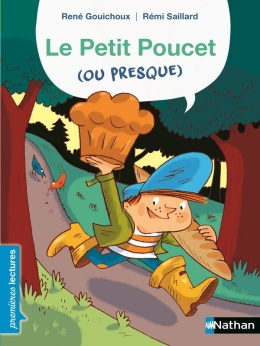 René Gouichoux | Rémi Saillard
Le Petit Poucet
(OU PRESQUE)
premières lectures
Nathan